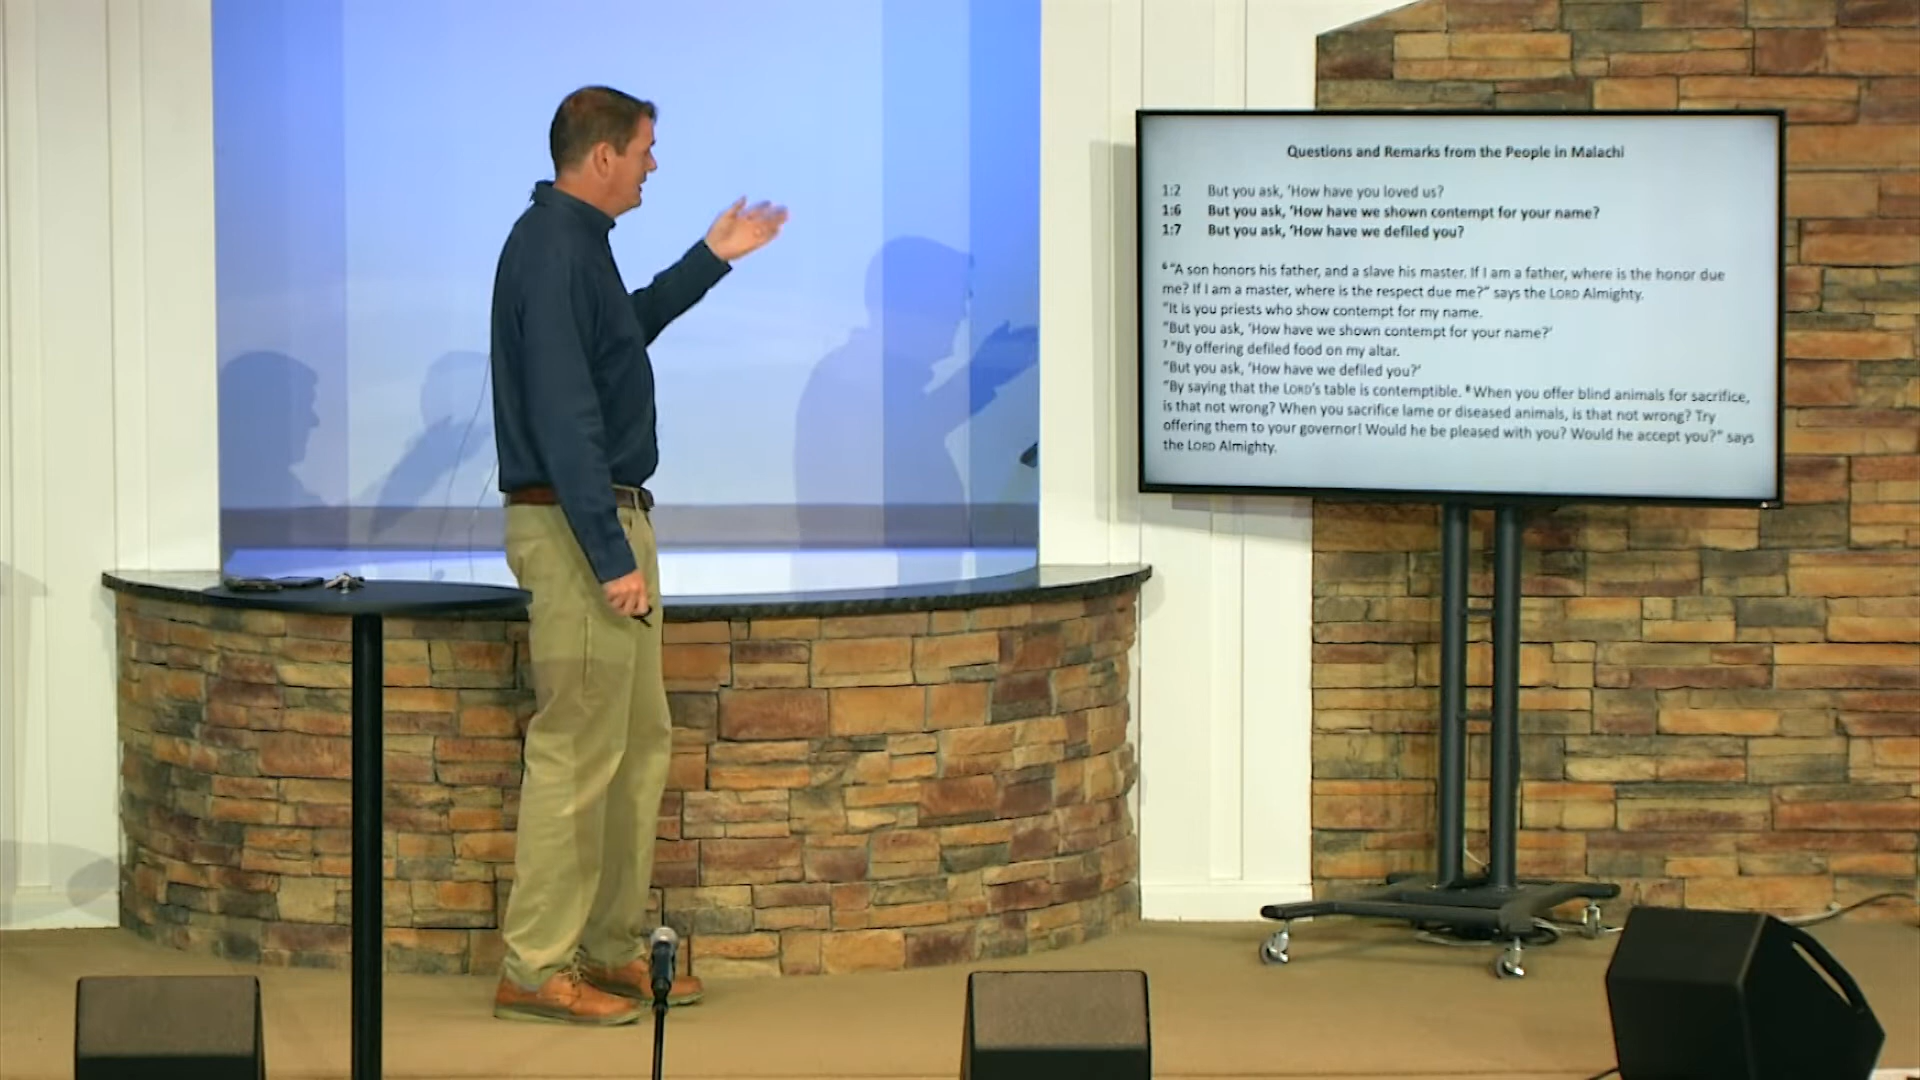 Questions and Remarks from the People in Malachi
1:2 But you ask, ‘How have you loved us?
1:6 But you ask, ‘How have we shown contempt for your name?
1:7 But you ask, ‘How have we defiled you?
⁶ “A son honors his father, and a slave his master. If I am a father, where is the honor due
me? If I am a master, where is the respect due me?” says the LORD Almighty.
“It is you priests who show contempt for my name.
“But you ask, ‘How have we shown contempt for your name?’
⁷ “By offering defiled food on my altar.
“But you ask, ‘How have we defiled you?’
“By saying that the LORD’s table is contemptible. ⁸ When you offer blind animals for sacrifice,
is that not wrong? When you sacrifice lame or diseased animals, is that not wrong? Try
offering them to your governor! Would he be pleased with you? Would he accept you?” says
the LORD Almighty.